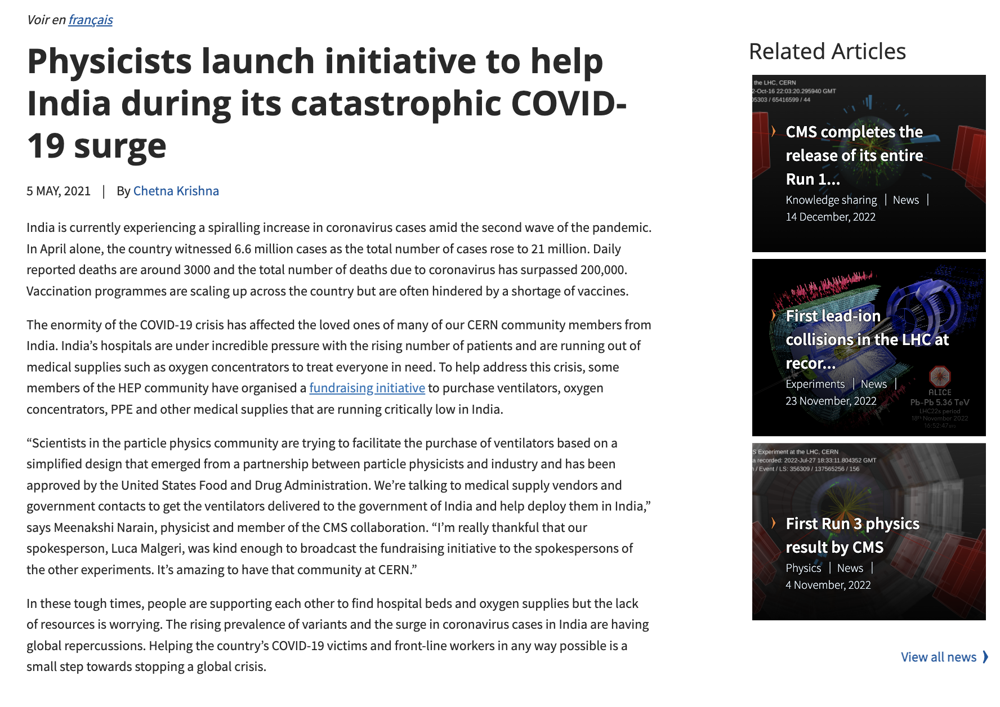 Voir en français
Physicists launch initiative to help
India during its catastrophic COVID-
19 surge
5 MAY, 2021 | By Chetna Krishna
India is currently experiencing a spiralling increase in coronavirus cases amid the second wave of the pandemic.
In April alone, the country witnessed 6.6 million cases as the total number of cases rose to 21 million. Daily
reported deaths are around 3000 and the total number of deaths due to coronavirus has surpassed 200,000.
Vaccination programmes are scaling up across the country but are often hindered by a shortage of vaccines.
The enormity of the COVID-19 crisis has affected the loved ones of many of our CERN community members from
India. India’s hospitals are under incredible pressure with the rising number of patients and are running out of
medical supplies such as oxygen concentrators to treat everyone in need. To help address this crisis, some
members of the HEP community have organised a fundraising initiative to purchase ventilators, oxygen
concentrators, PPE and other medical supplies that are running critically low in India.
“Scientists in the particle physics community are trying to facilitate the purchase of ventilators based on a
simplified design that emerged from a partnership between particle physicists and industry and has been
approved by the United States Food and Drug Administration. We’re talking to medical supply vendors and
government contacts to get the ventilators delivered to the government of India and help deploy them in India,”
says Meenakshi Narain, physicist and member of the CMS collaboration. “I’m really thankful that our
spokesperson, Luca Malgeri, was kind enough to broadcast the fundraising initiative to the spokespersons of
the other experiments. It’s amazing to have that community at CERN.”
In these tough times, people are supporting each other to find hospital beds and oxygen supplies but the lack
of resources is worrying. The rising prevalence of variants and the surge in coronavirus cases in India are having
global repercussions. Helping the country’s COVID-19 victims and front-line workers in any way possible is a
small step towards stopping a global crisis.
Related Articles
the LHC, CERN
2-Oct-16 22:03:20.295940 GMT
05303 / 65416599 / 44
CMS completes the
release of its entire
Run 1...
Knowledge sharing | News |
14 December, 2022
First lead-ion
collisions in the LHC at
recor...
Experiments | News |
23 November, 2022
ALICE
Pb-Pb 5.36 TeV
LHC22s period
18th November 2022
16:52:47
S Experiment at the LHC, CERN
a recorded: 2022-Jul-27 18:33:11.804352 GMT
/ Event / LS: 356309 / 137565256 / 156
First Run 3 physics
result by CMS
Physics | News |
4 November, 2022
View all news